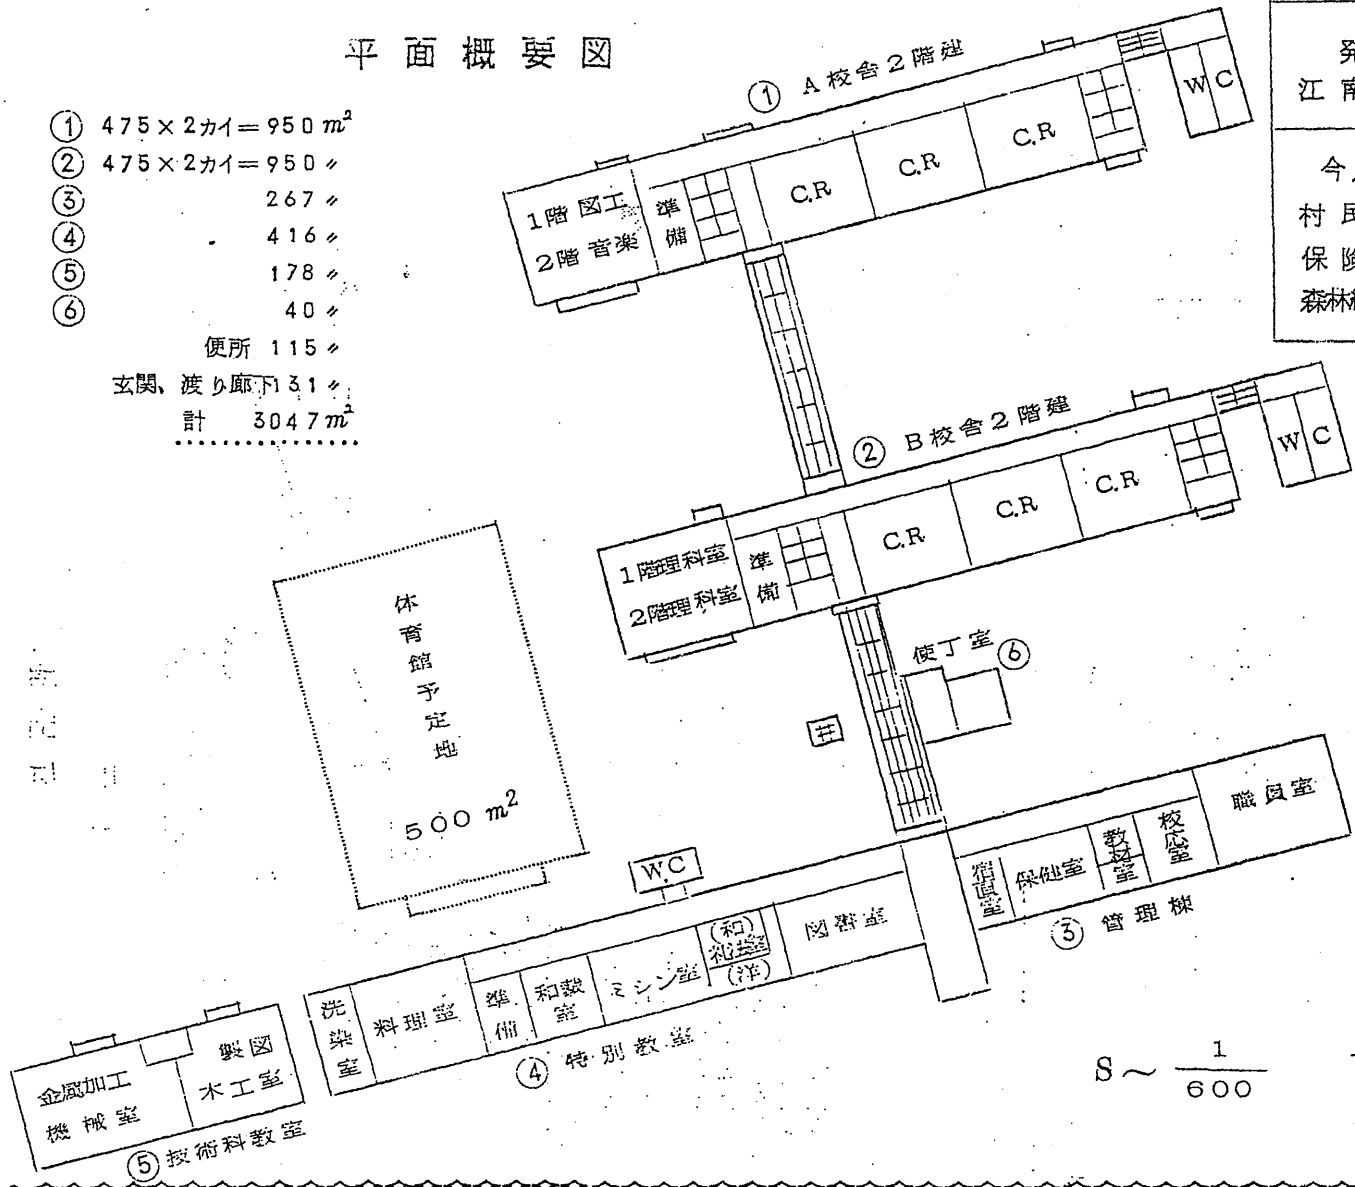 平面概要図
① 475×2カイ=950m²
② 475×2カイ=950〃
③ 267〃
④ 416〃
⑤ 178〃
⑥ 40〃
便所 115〃
玄関、渡り廊下131〃
計 3047m²
① A校舎2階建
1階 図工
2階 音楽
準備
C.R
C.R
C.R
WC
② B校舎2階建
1階理科室
2階理科室
準備
C.R
C.R
C.R
WC
使丁室 ⑥
井
体育館予定地
500m²
W.C
職員室
校応室
教材室
保健室
宿直室
③ 管理棟
図書室
(和)
(洋)
ミシン室
和裁室
準備
料理室
洗染室
④ 特別教室
製図
木工室
金属加工
機械室
⑤ 技術科教室
S〜 1/600
発
江南
今
村民
保険
森林